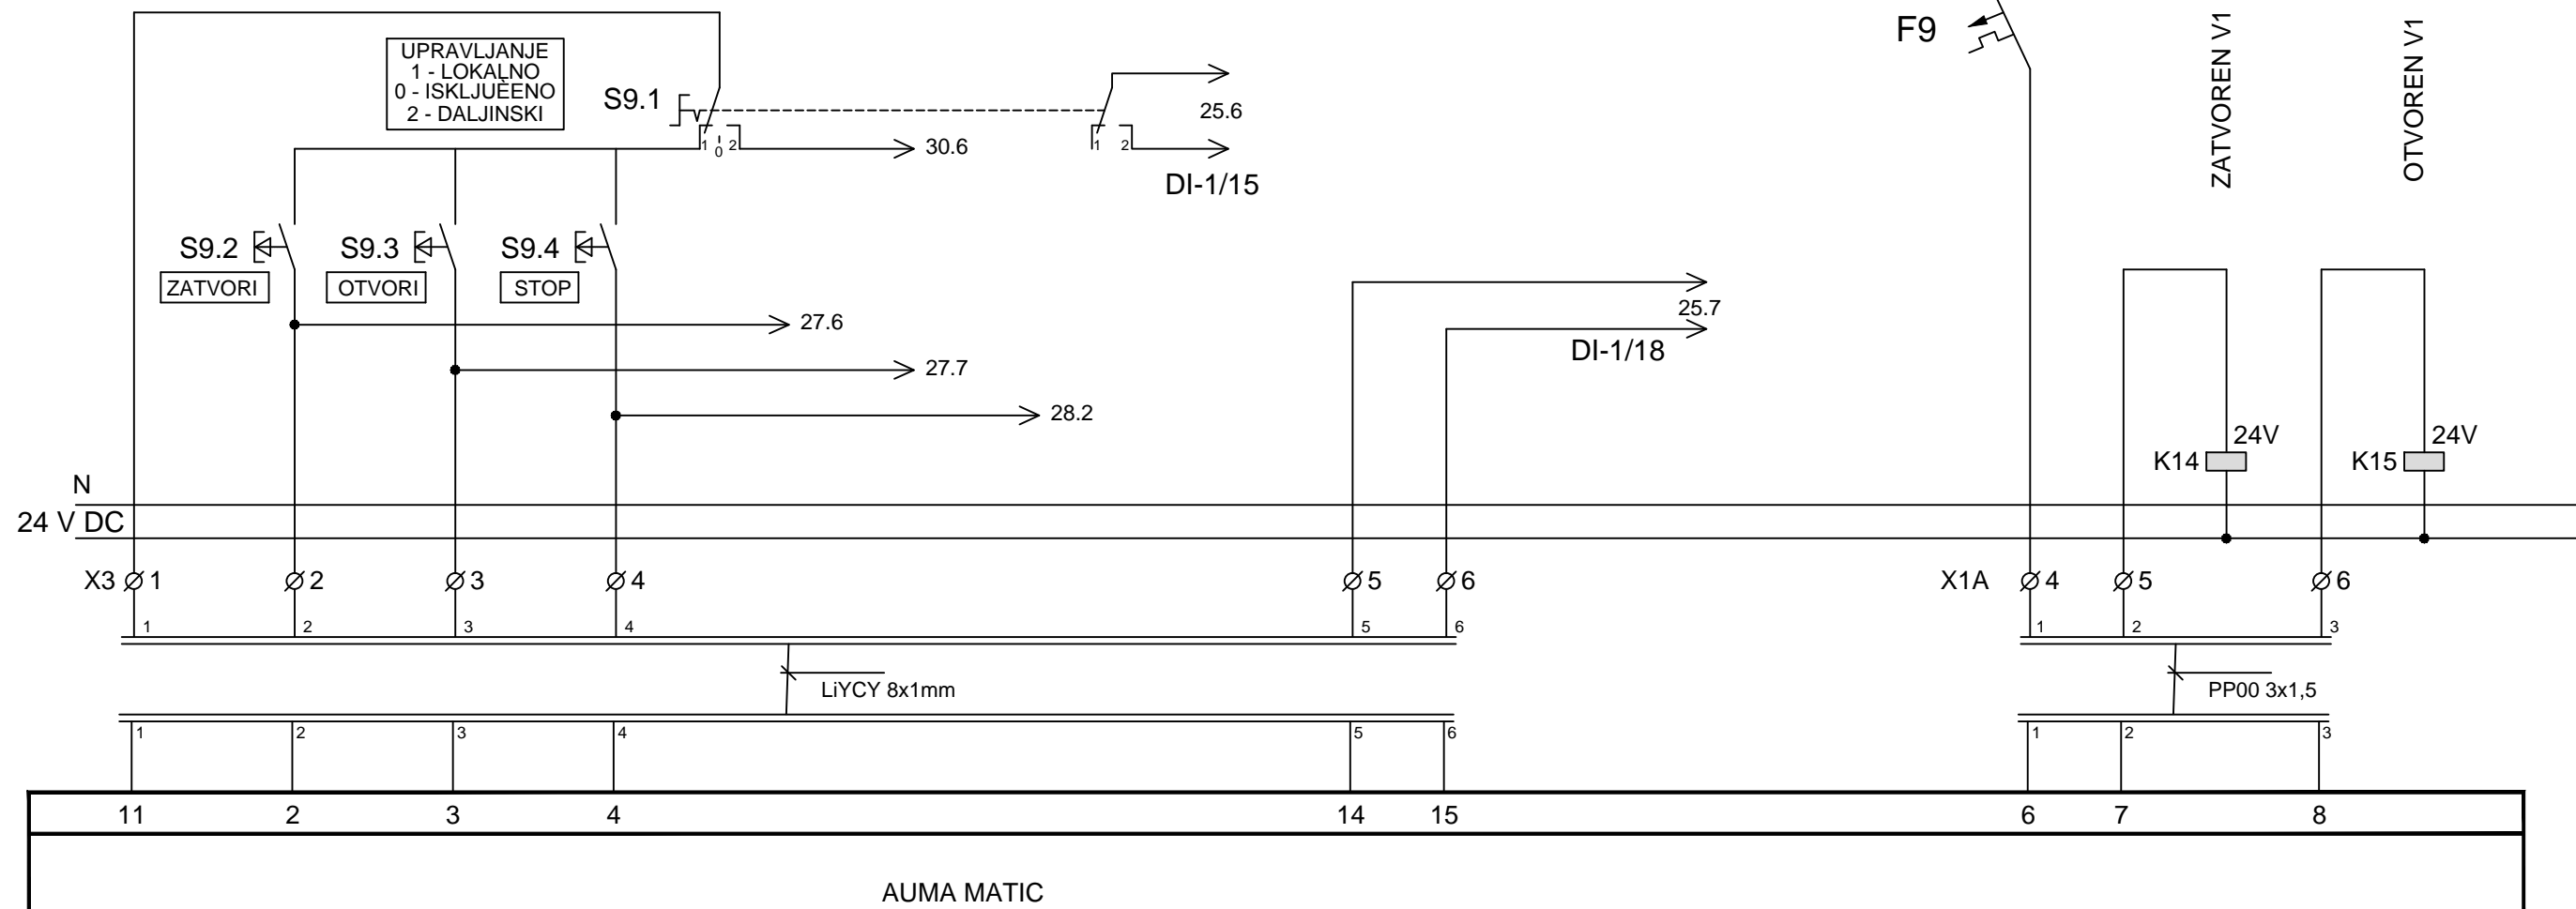 UPRAVLJANJE
1 - LOKALNO
0 - ISKLJUÈENO
2 - DALJINSKI
S9.1
1 0 2
30.6
1 2
25.6
DI-1/15
F9
ZATVOREN V1
OTVOREN V1
S9.2
ZATVORI
S9.3
OTVORI
S9.4
STOP
27.6
27.7
28.2
25.7
DI-1/18
24V
K14
24V
K15
N
24 V DC
X3 1 2 3 4 5 6
X1A 4 5 6
1 2 3 4 5 6
1 2 3
LiYCY 8x1mm
PP00 3x1,5
1 2 3 4 5 6
1 2 3
11 2 3 4 14 15 6 7 8
AUMA MATIC